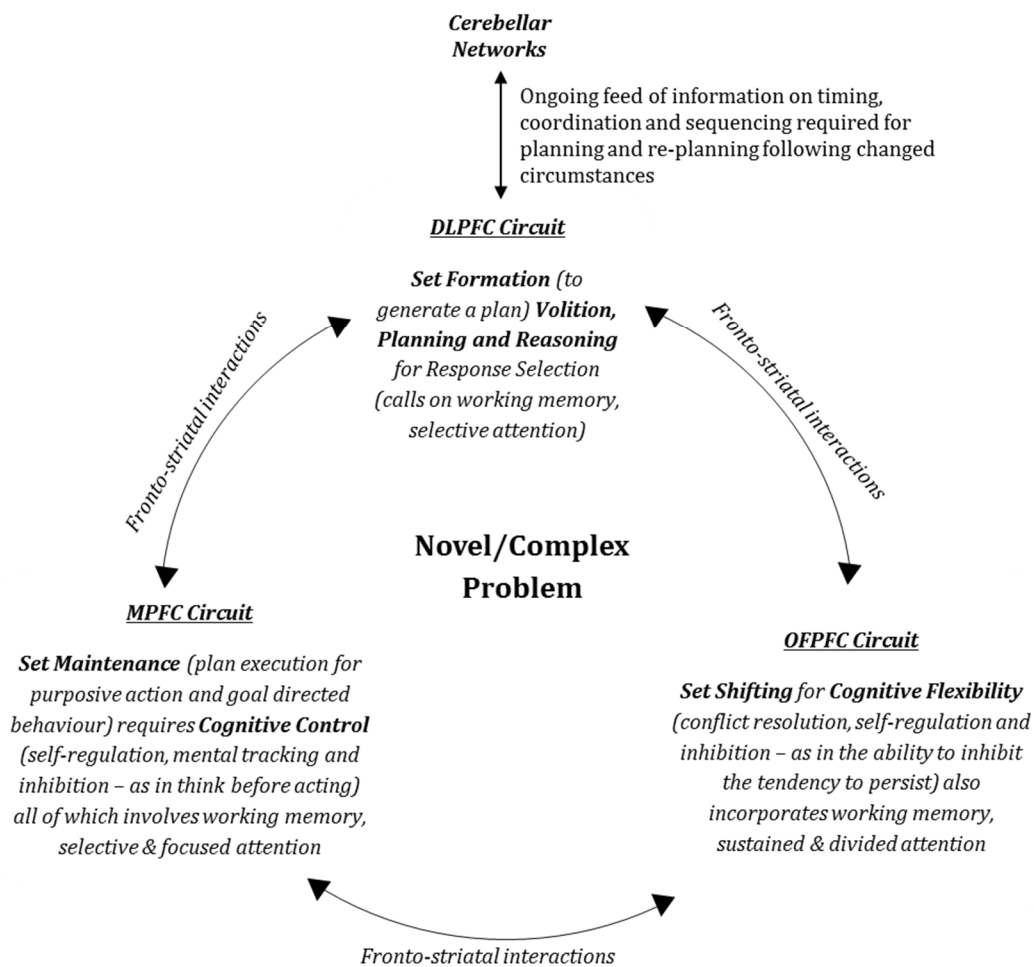 Cerebellar
Networks
Ongoing feed of information on timing,
coordination and sequencing required for
planning and re-planning following changed
circumstances
DLPFC Circuit
Set Formation (to
generate a plan) Volition,
Planning and Reasoning
for Response Selection
(calls on working memory,
selective attention)
Fronto-striatal interactions
Fronto-striatal interactions
Novel/Complex
Problem
MPFC Circuit
Set Maintenance (plan execution for
purposive action and goal directed
behaviour) requires Cognitive Control
(self-regulation, mental tracking and
inhibition – as in think before acting)
all of which involves working memory,
selective & focused attention
OFPFC Circuit
Set Shifting for Cognitive Flexibility
(conflict resolution, self-regulation and
inhibition – as in the ability to inhibit
the tendency to persist) also
incorporates working memory,
sustained & divided attention
Fronto-striatal interactions